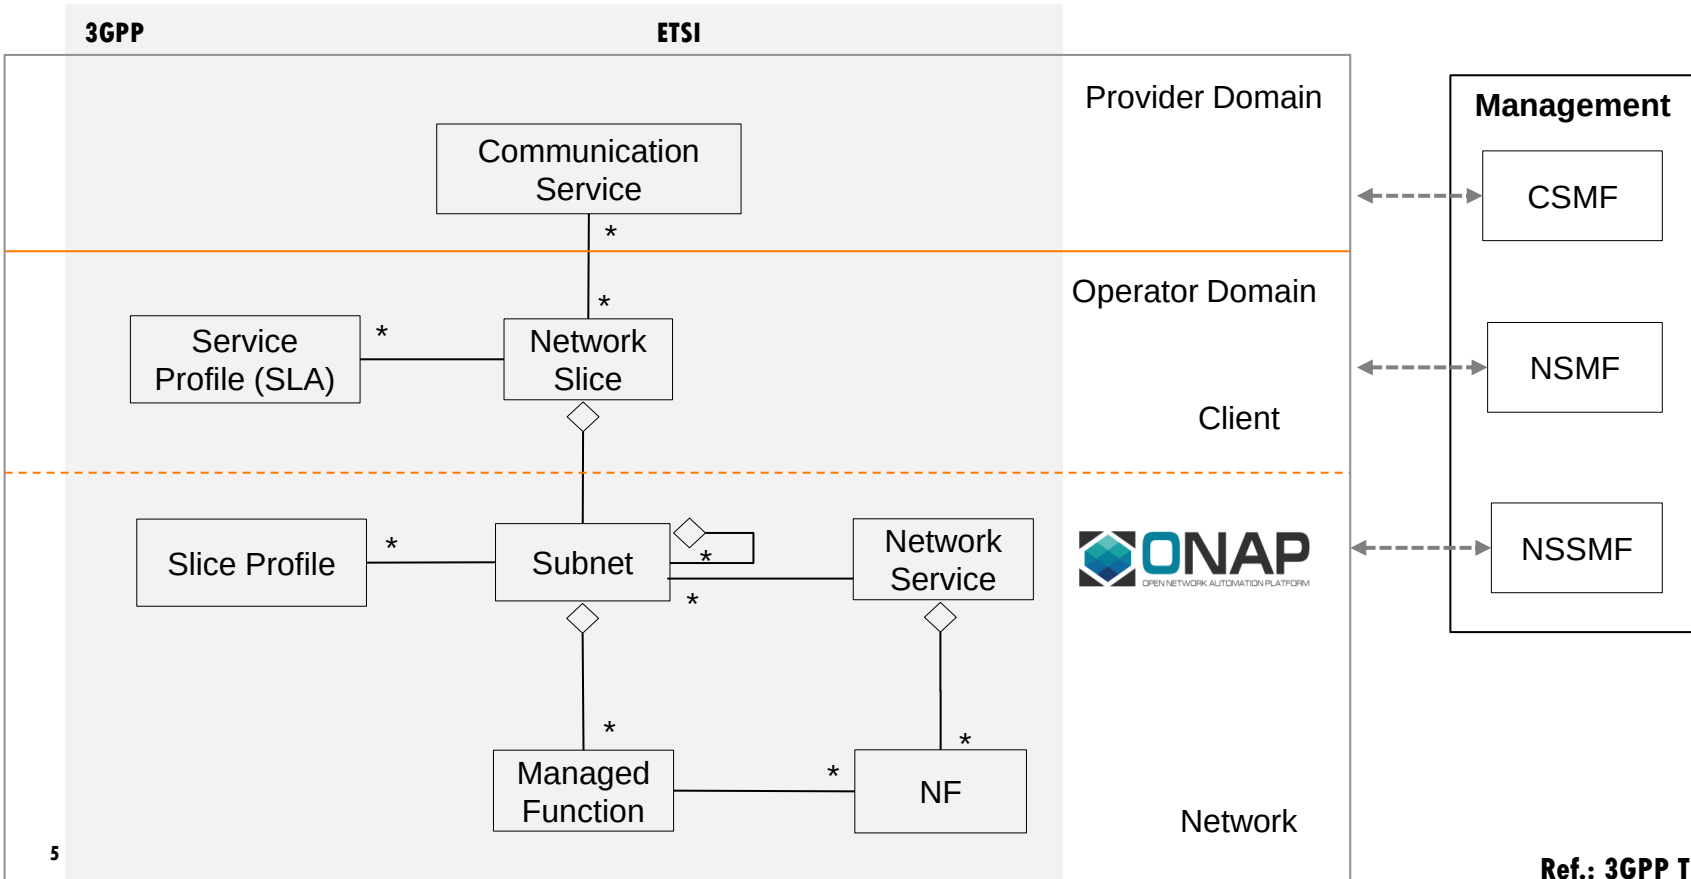 3GPP
ETSI
Provider Domain
Management
Communication
Service
CSMF
*
Operator Domain
*
Service
Profile (SLA)
*
Network
Slice
NSMF
Client
Slice Profile
*
Subnet
*
*
Network
Service
ONAP
OPEN NETWORK AUTOMATION PLATFORM
NSSMF
*
*
Managed
Function
*
NF
Network
5
Ref.: 3GPP T